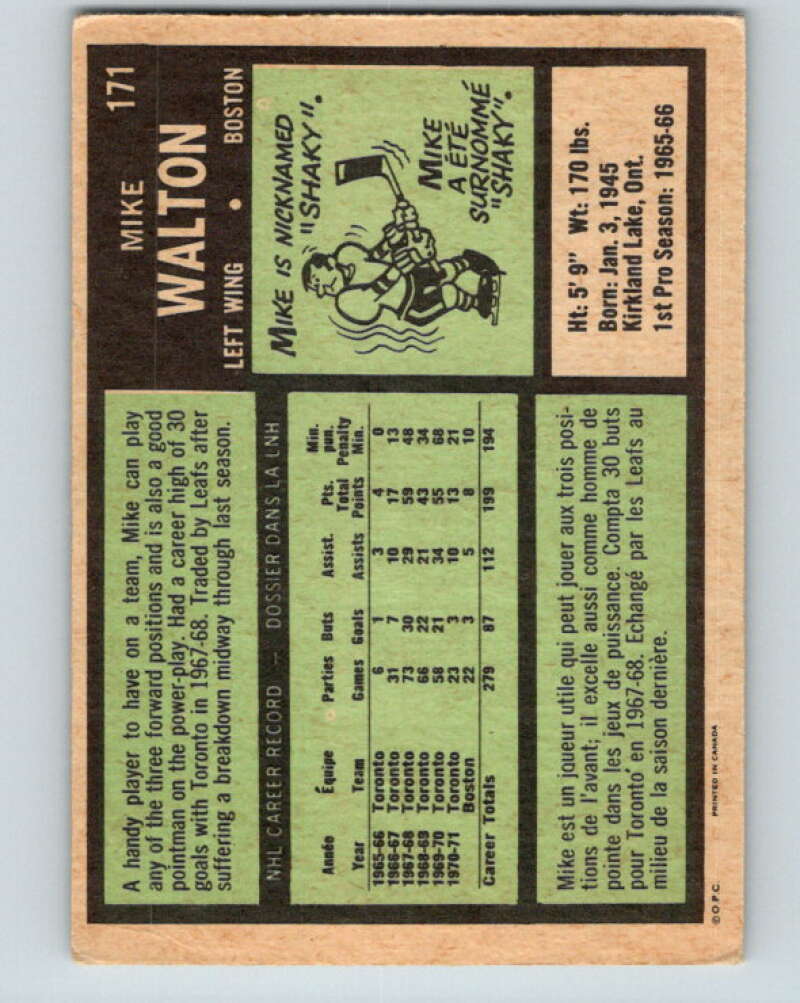 171
MIKE
WALTON
LEFT WING • BOSTON
A handy player to have on a team, Mike can play
any of the three forward positions and is also a good
pointman on the power-play. Had a career high of 30
goals with Toronto in 1967-68. Traded by Leafs after
suffering a breakdown midway through last season.
MIKE IS NICKNAMED
"SHAKY".
MIKE
A ÉTÉ
SURNOMMÉ
"SHAKY".
Ht: 5' 9" Wt: 170 lbs.
Born: Jan. 3, 1945
Kirkland Lake, Ont.
1st Pro Season: 1965-66
NHL CAREER RECORD — DOSSIER DANS LA LNH
Année Équipe Parties Buts Assist. Pts. Total Min. pun.
Year Team Games Goals Assists Points Penalty Min.
1965-66 Toronto 6 1 3 4 0
1966-67 Toronto 31 7 10 17 13
1967-68 Toronto 73 30 29 59 48
1968-69 Toronto 66 22 21 43 34
1969-70 Toronto 58 21 34 55 68
1970-71 Toronto 23 3 10 13 21
Boston 22 3 5 8 10
Career Totals 279 87 112 199 194
Mike est un joueur utile qui peut jouer aux trois posi-
tions de l'avant; il excelle aussi comme homme de
pointe dans les jeux de puissance. Compta 30 buts
pour Toronto en 1967-68. Echangé par les Leafs au
milieu de la saison dernière.
© O.P.C. PRINTED IN CANADA